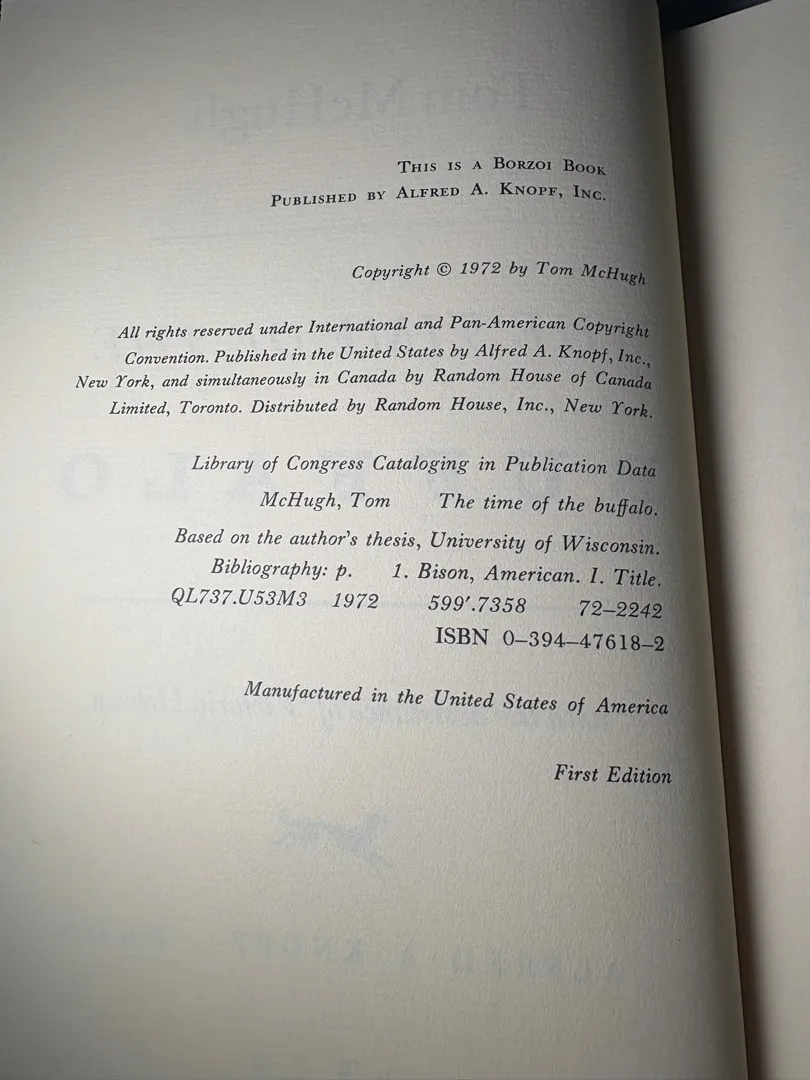 THIS IS A BORZOI BOOK
PUBLISHED BY ALFRED A. KNOPF, INC.
Copyright © 1972 by Tom McHugh
All rights reserved under International and Pan-American Copyright
Convention. Published in the United States by Alfred A. Knopf, Inc.,
New York, and simultaneously in Canada by Random House of Canada
Limited, Toronto. Distributed by Random House, Inc., New York.
Library of Congress Cataloging in Publication Data
McHugh, Tom The time of the buffalo.
Based on the author's thesis, University of Wisconsin.
Bibliography: p. 1. Bison, American. I. Title.
QL737.U53M3 1972 599'.7358 72–2242
ISBN 0–394–47618–2
Manufactured in the United States of America
First Edition